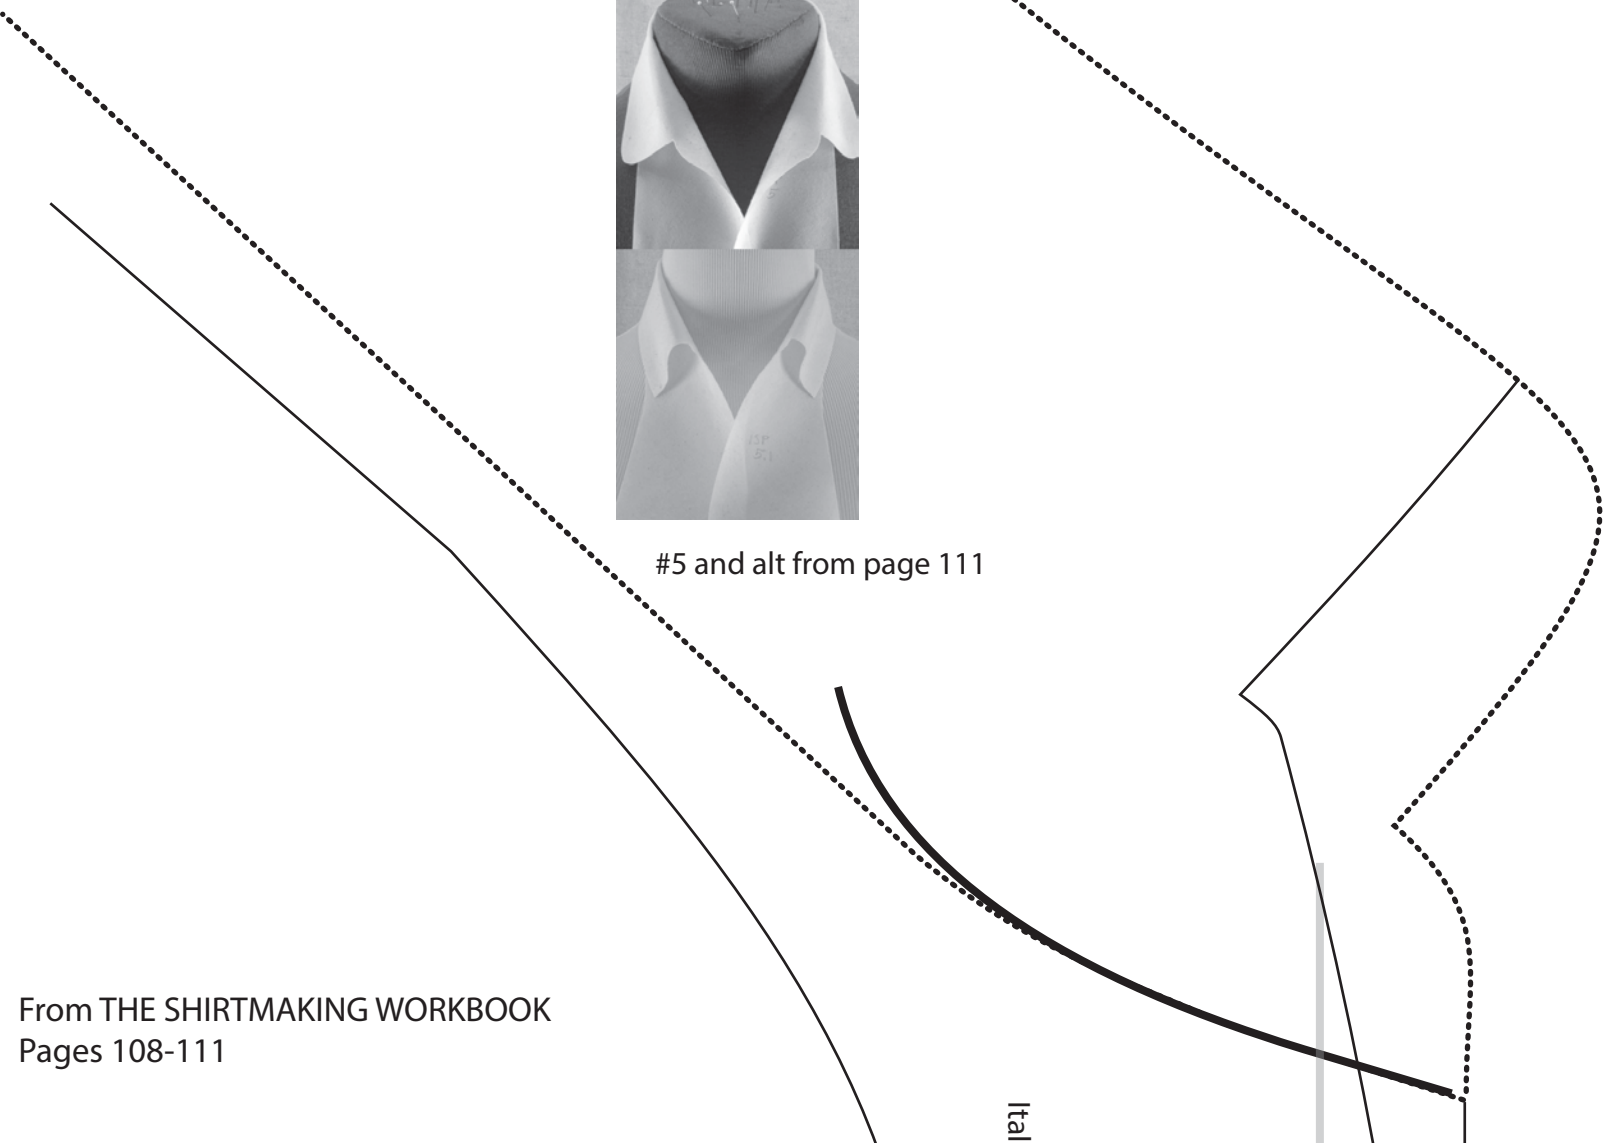 #5 and alt from page 111
From THE SHIRTMAKING WORKBOOK
Pages 108-111
Ital